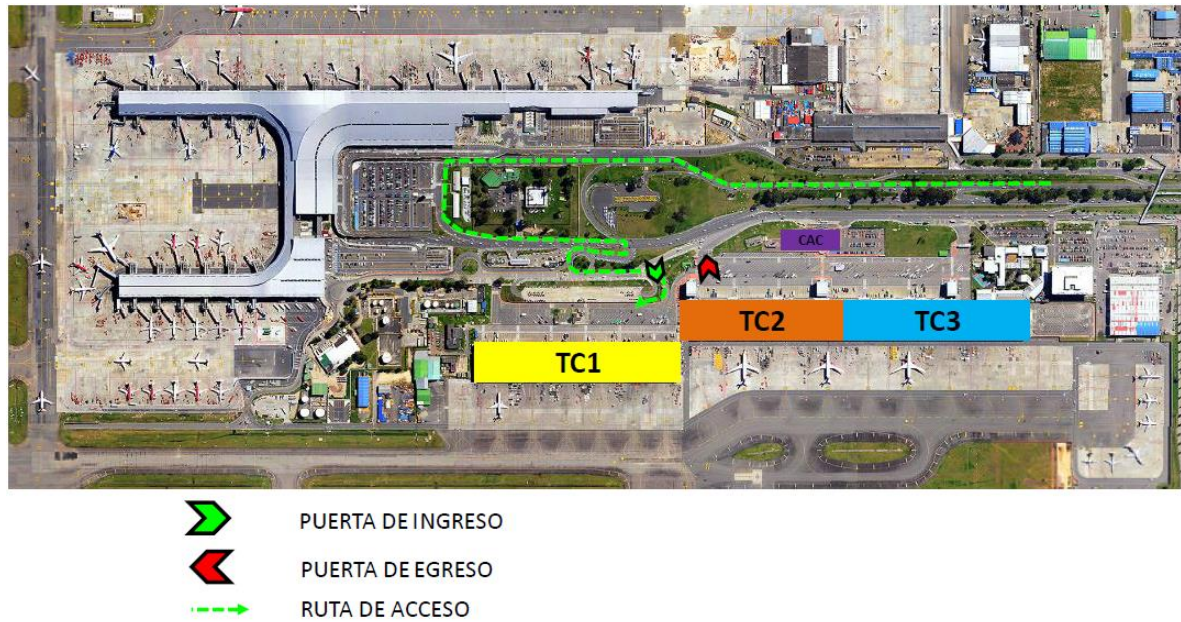 CAC
TC2
TC3
TC1
PUERTA DE INGRESO
PUERTA DE EGRESO
RUTA DE ACCESO